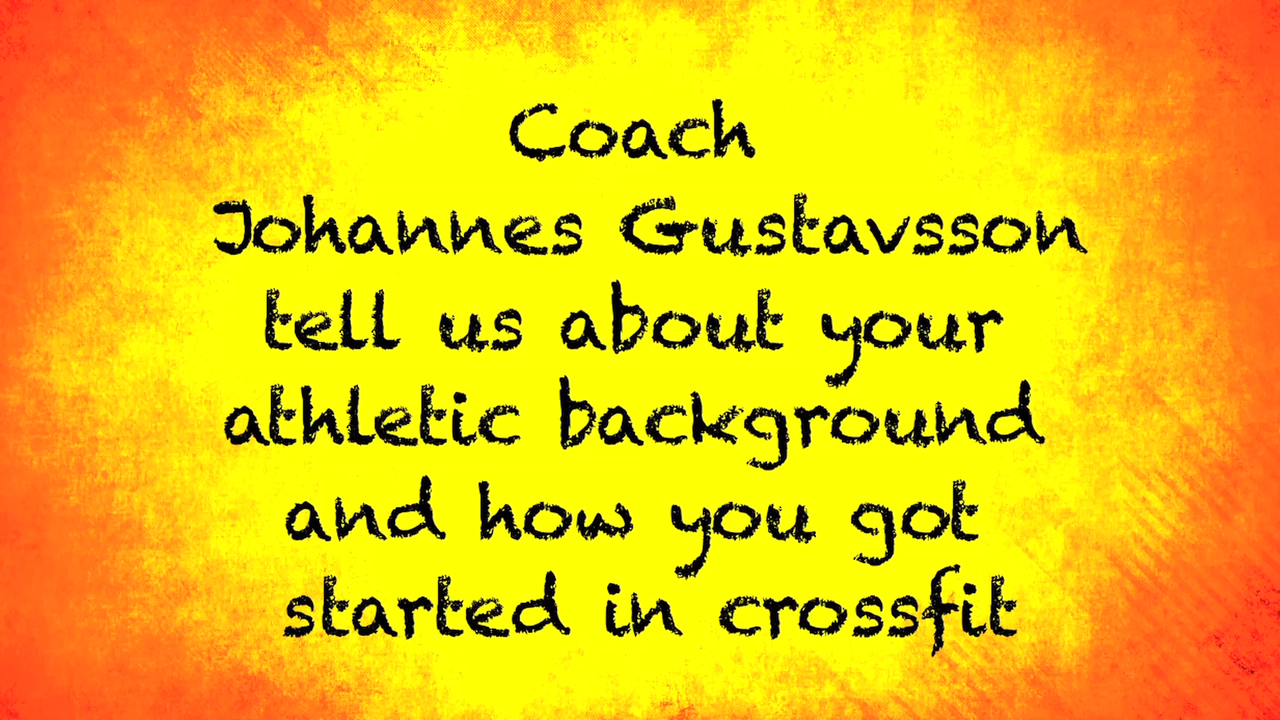 Coach
Johannes Gustavsson
tell us about your
athletic background
and how you got
started in crossfit